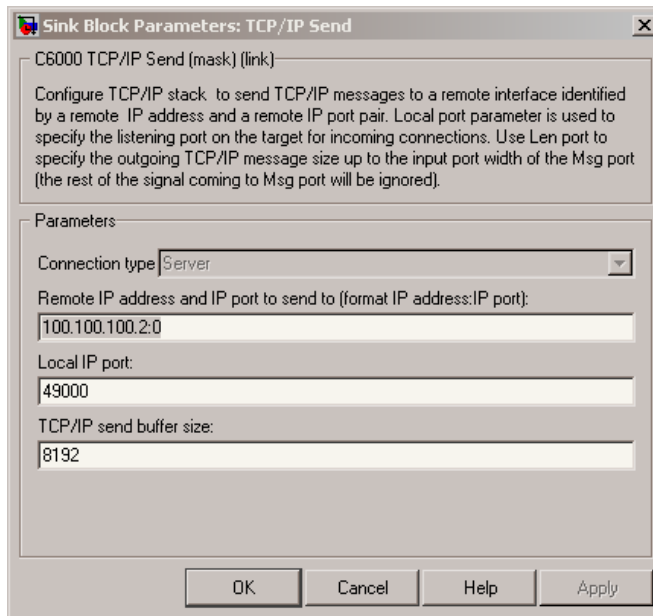 Sink Block Parameters: TCP/IP Send
C6000 TCP/IP Send (mask) (link)
Configure TCP/IP stack to send TCP/IP messages to a remote interface identified
by a remote IP address and a remote IP port pair. Local port parameter is used to
specify the listening port on the target for incoming connections. Use Len port to
specify the outgoing TCP/IP message size up to the input port width of the Msg port
(the rest of the signal coming to Msg port will be ignored).
Parameters
Connection type Server
Remote IP address and IP port to send to (format IP address:IP port):
100.100.100.2:0
Local IP port:
49000
TCP/IP send buffer size:
8192
OK Cancel Help Apply